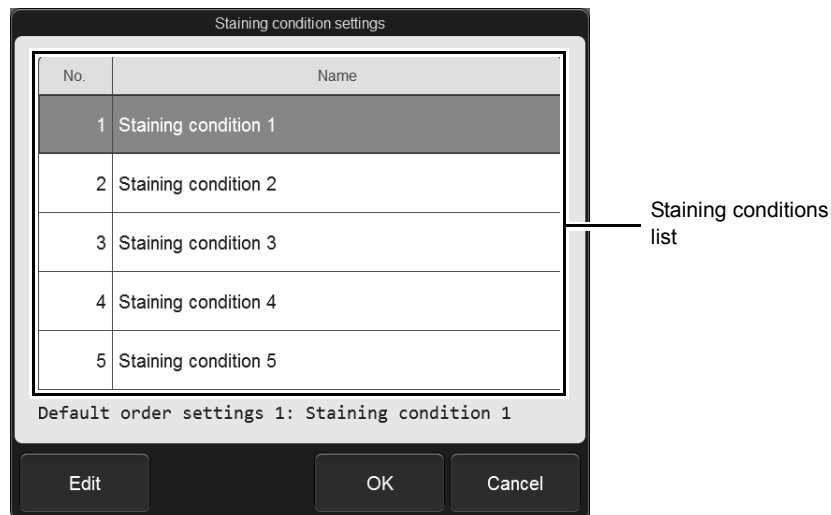 Staining condition settings
No. Name
1 Staining condition 1
2 Staining condition 2
3 Staining condition 3
4 Staining condition 4
5 Staining condition 5
Default order settings 1: Staining condition 1
Edit OK Cancel
Staining conditions
list